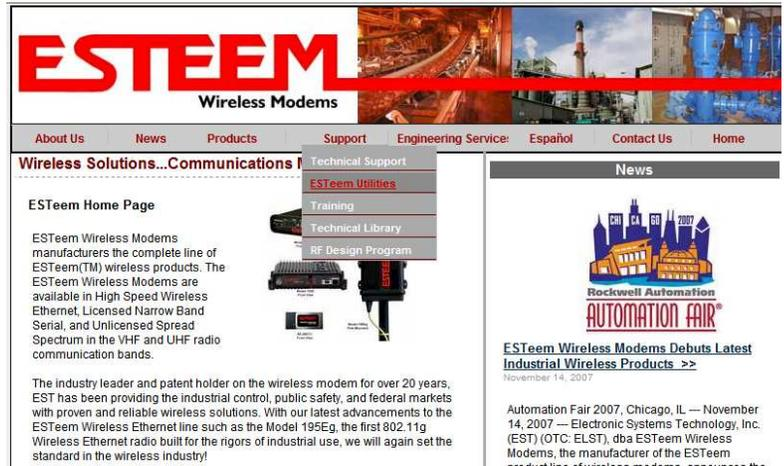 ESTEEM
Wireless Modems
About Us News Products Support Engineering Service Español Contact Us Home
Wireless Solutions...Communications
Technical Support
ESTeem Utilities
Training
Technical Library
RF Design Program
ESTeem Home Page
ESTeem Wireless Modems
manufacturers the complete line of
ESTeem(TM) wireless products. The
ESTeem Wireless Modems are
available in High Speed Wireless
Ethernet, Licensed Narrow Band
Serial, and Unlicensed Spread
Spectrum in the VHF and UHF radio
communication bands.
ESTEEM
The industry leader and patent holder on the wireless modem for over 20 years,
EST has been providing the industrial control, public safety, and federal markets
with proven and reliable wireless solutions. With our latest advancements to the
ESTeem Wireless Ethernet line such as the Model 195Eg, the first 802.11g
Wireless Ethernet radio built for the rigors of industrial use, we will again set the
standard in the wireless industry!
News
CHI CA GO 2007
Rockwell Automation
AUTOMATION FAIR®
ESTeem Wireless Modems Debuts Latest
Industrial Wireless Products >>
November 14, 2007
Automation Fair 2007, Chicago, IL --- November
14, 2007 --- Electronic Systems Technology, Inc.
(EST) (OTC: ELST), dba ESTeem Wireless
Modems, the manufacturer of the ESTeem
product line of wireless modems, announces the